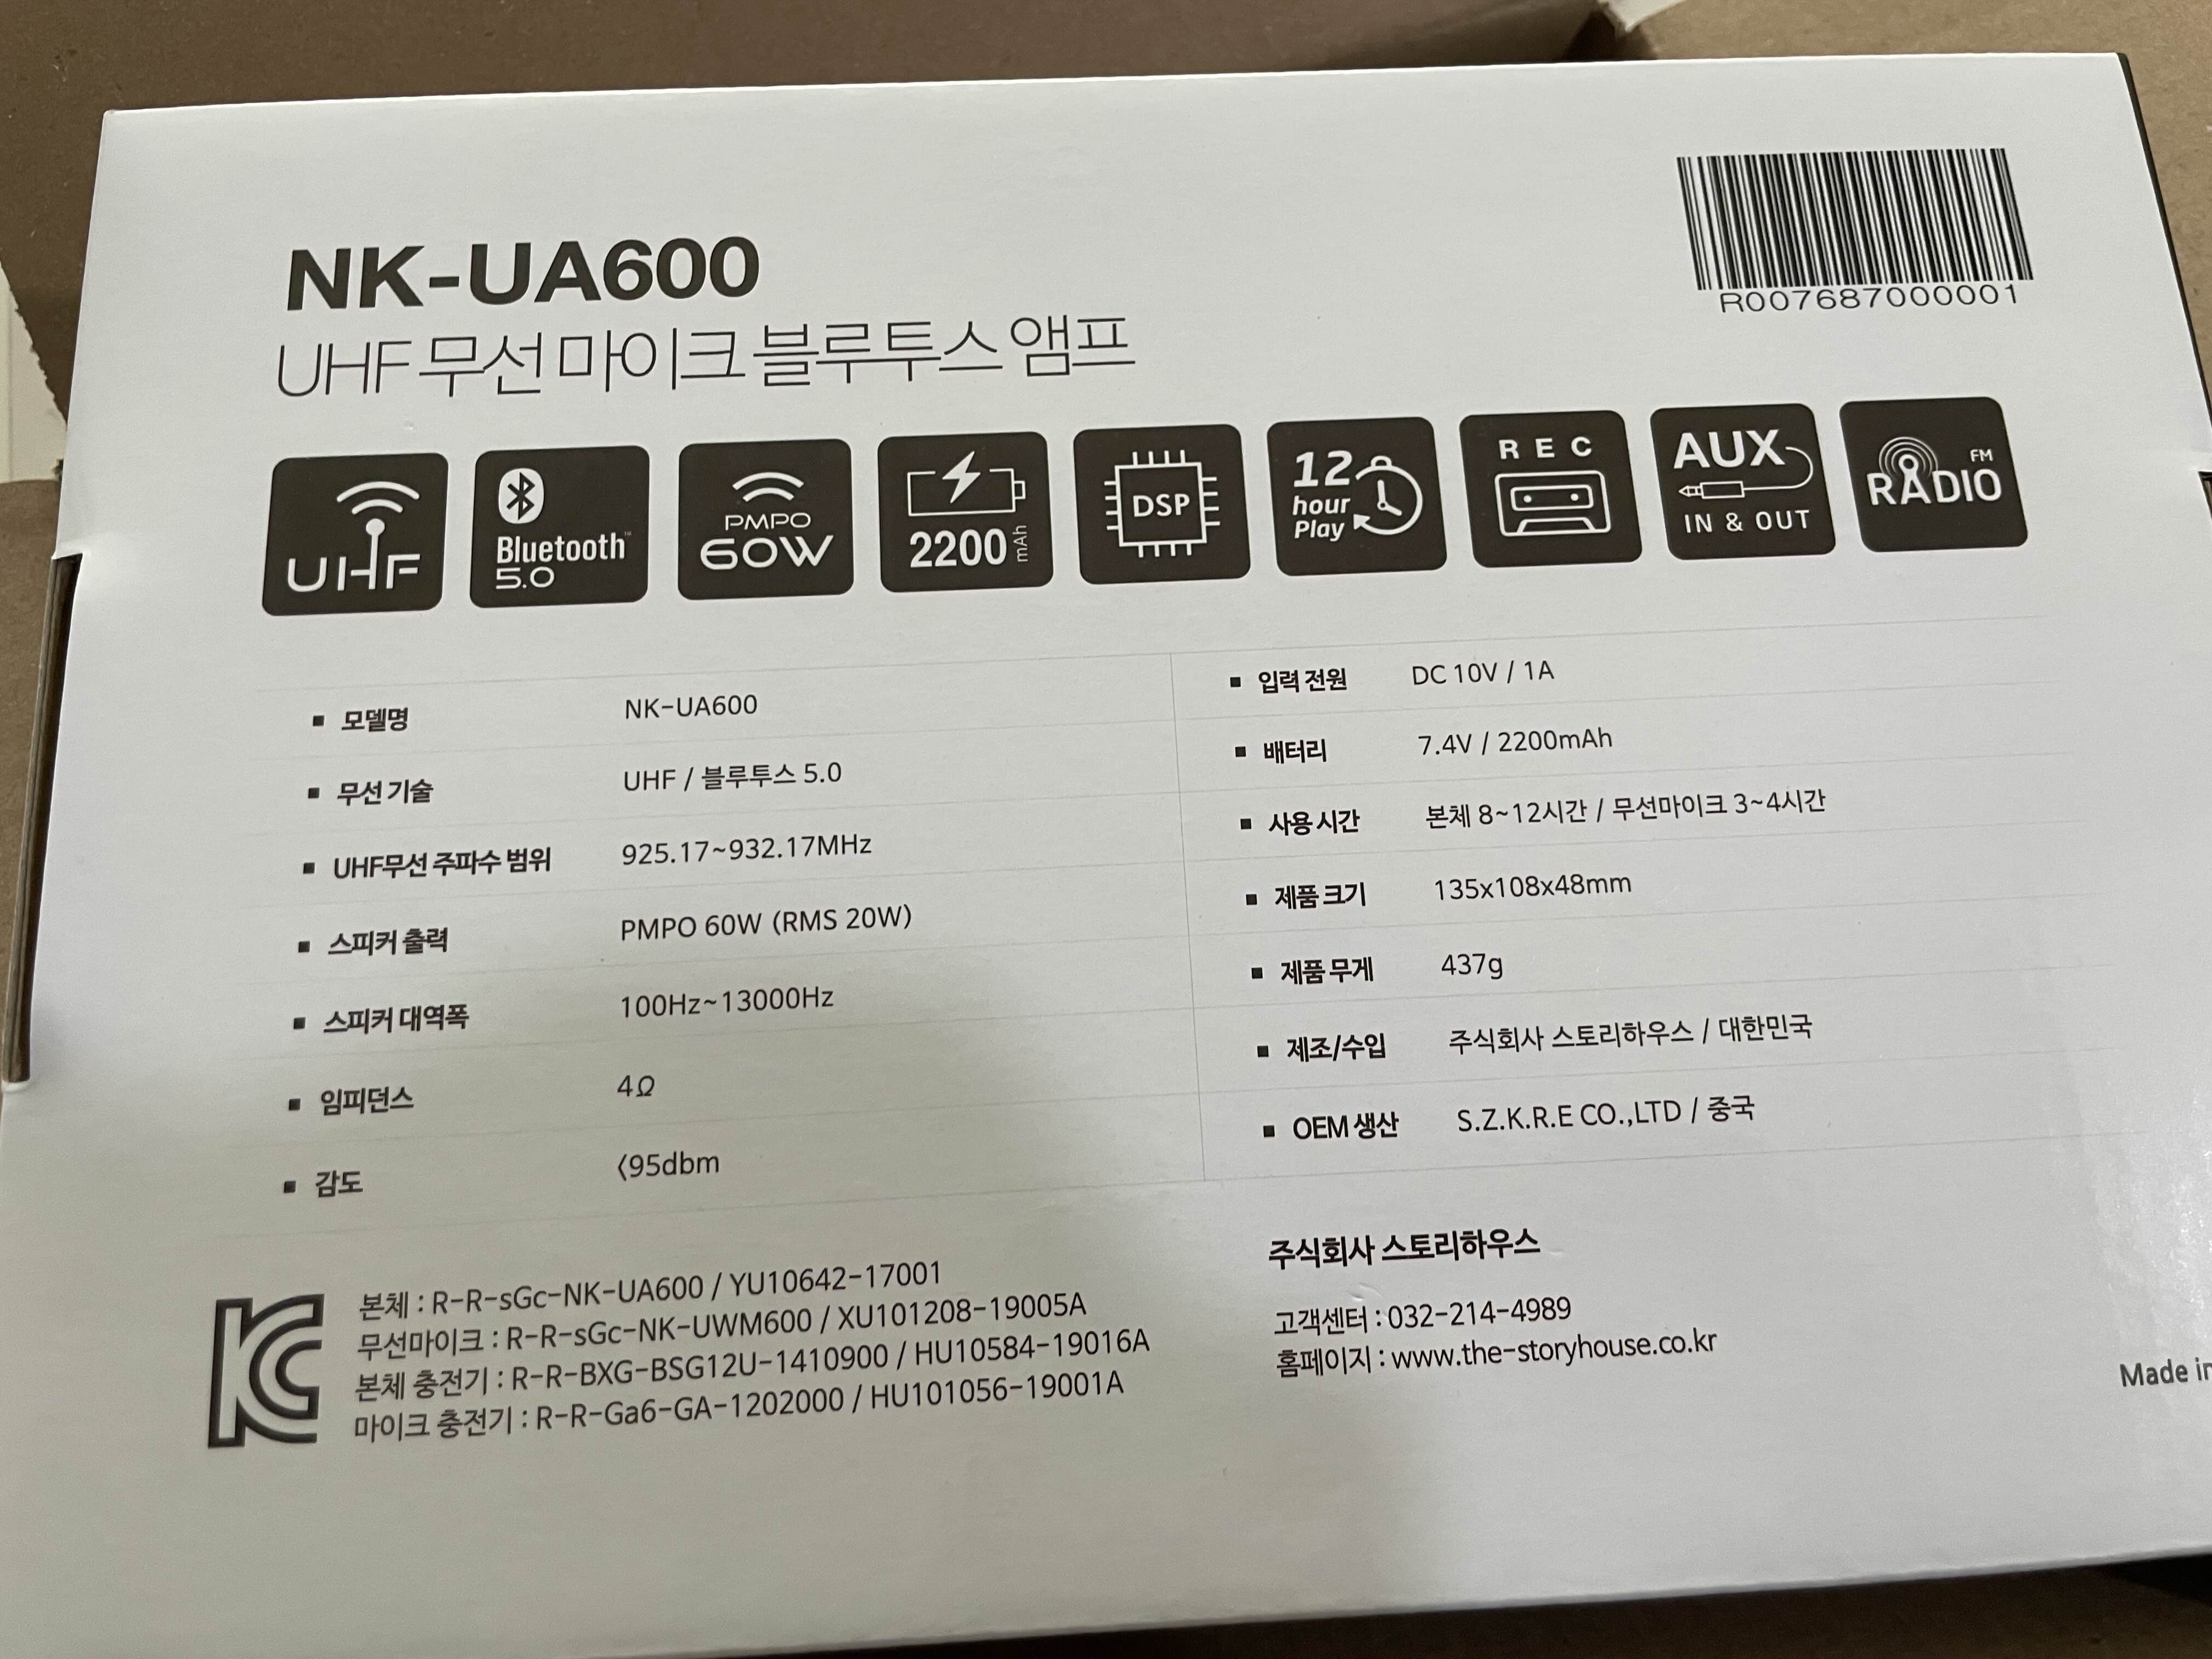 R007687000001
NK-UA600
UHF 무선 마이크 블루투스 앰프
UHF
Bluetooth™ 5.0
PMPO 60W
2200 mAh
DSP
12 hour Play
REC
AUX IN & OUT
FM RADIO
▪ 모델명 NK-UA600
▪ 무선 기술 UHF / 블루투스 5.0
▪ UHF무선 주파수 범위 925.17~932.17MHz
▪ 스피커 출력 PMPO 60W (RMS 20W)
▪ 스피커 대역폭 100Hz~13000Hz
▪ 임피던스 4Ω
▪ 감도 <95dbm
▪ 입력 전원 DC 10V / 1A
▪ 배터리 7.4V / 2200mAh
▪ 사용 시간 본체 8~12시간 / 무선마이크 3~4시간
▪ 제품 크기 135x108x48mm
▪ 제품 무게 437g
▪ 제조/수입 주식회사 스토리하우스 / 대한민국
▪ OEM 생산 S.Z.K.R.E CO.,LTD / 중국
본체 : R-R-sGc-NK-UA600 / YU10642-17001
무선마이크 : R-R-sGc-NK-UWM600 / XU101208-19005A
본체 충전기 : R-R-BXG-BSG12U-1410900 / HU10584-19016A
마이크 충전기 : R-R-Ga6-GA-1202000 / HU101056-19001A
주식회사 스토리하우스
고객센터 : 032-214-4989
홈페이지 : www.the-storyhouse.co.kr
Made in